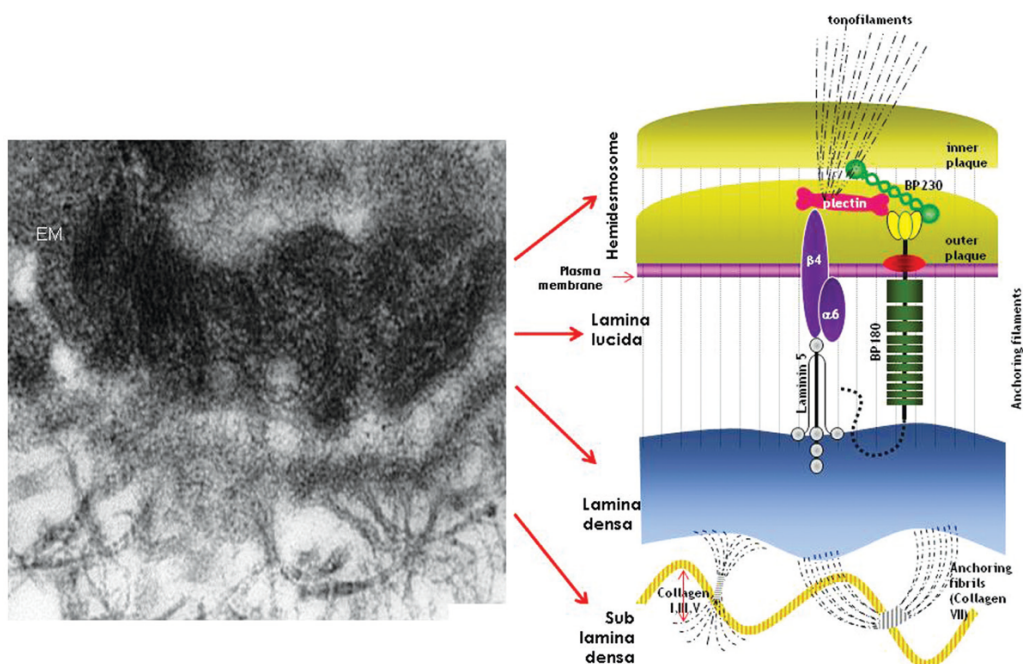 tonofilaments
EM
Hemidesmosome
inner
plaque
BP230
plectin
outer
plaque
Plasma
membrane
β4
α6
Lamina
lucida
BP180
Laminin 5
Anchoring filaments
Lamina
densa
Anchoring
fibrils
(Collagen
VII)
Collagen
I.III.V
Sub
lamina
densa